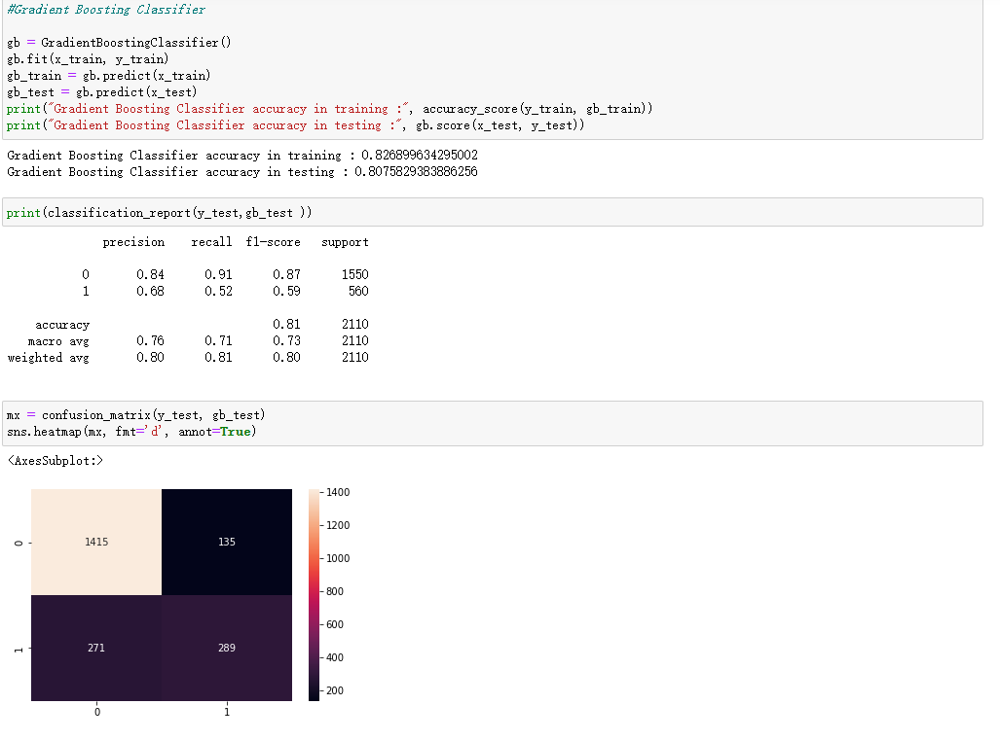 #Gradient Boosting Classifier
gb = GradientBoostingClassifier()
gb.fit(x_train, y_train)
gb_train = gb.predict(x_train)
gb_test = gb.predict(x_test)
print("Gradient Boosting Classifier accuracy in training :", accuracy_score(y_train, gb_train))
print("Gradient Boosting Classifier accuracy in testing :", gb.score(x_test, y_test))
Gradient Boosting Classifier accuracy in training : 0.826899634295002
Gradient Boosting Classifier accuracy in testing : 0.8075829383886256
print(classification_report(y_test,gb_test ))
precision recall f1-score support
0 0.84 0.91 0.87 1550
1 0.68 0.52 0.59 560
accuracy 0.81 2110
macro avg 0.76 0.71 0.73 2110
weighted avg 0.80 0.81 0.80 2110
mx = confusion_matrix(y_test, gb_test)
sns.heatmap(mx, fmt='d', annot=True)
<AxesSubplot:>
1400
1200
1000
800
600
400
200
0
1415 135
1
271 289
0 1